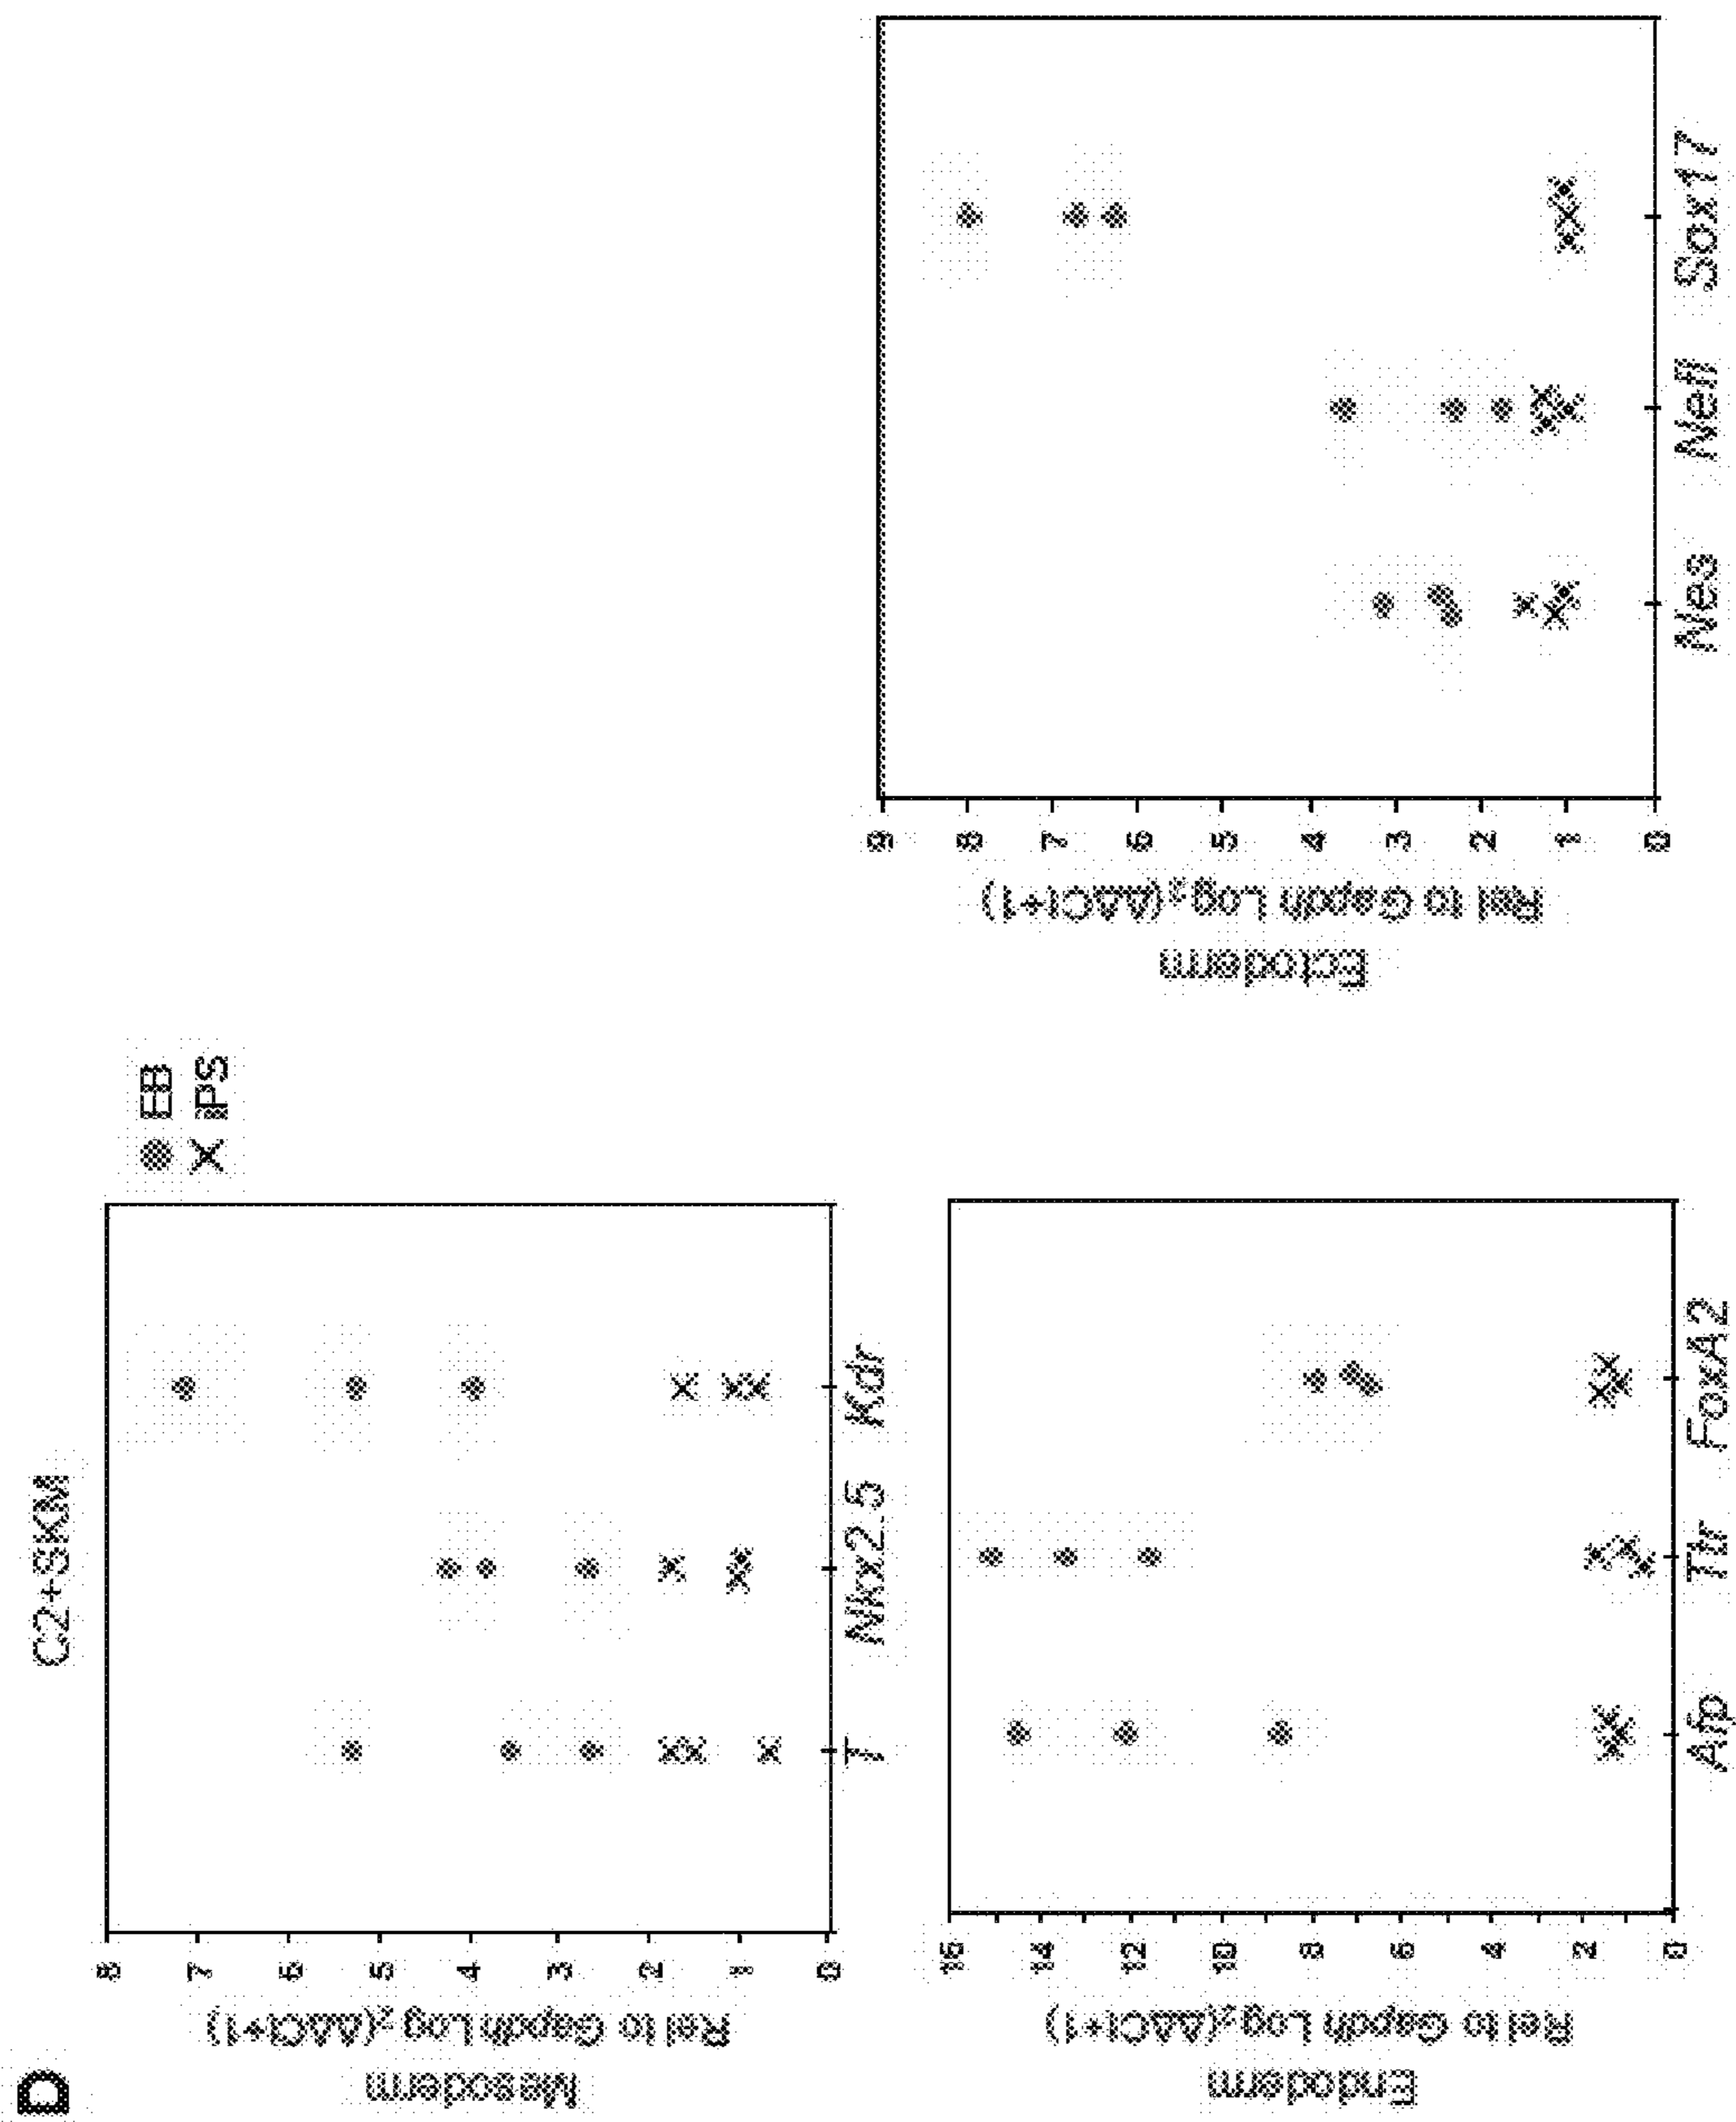 D
C2+SKM
EB
iPS
Mesoderm
Rel to Gapdh Log₂(ΔΔCt+1)
8
7
6
5
4
3
2
1
0
T Nkx2.5 Kdr
Endoderm
Rel to Gapdh Log₂(ΔΔCt+1)
16
14
12
10
8
6
4
2
0
Afp Ttr FoxA2
Ectoderm
Rel to Gapdh Log₂(ΔΔCt+1)
9
8
7
6
5
4
3
2
1
0
Nes Nefl Sox17